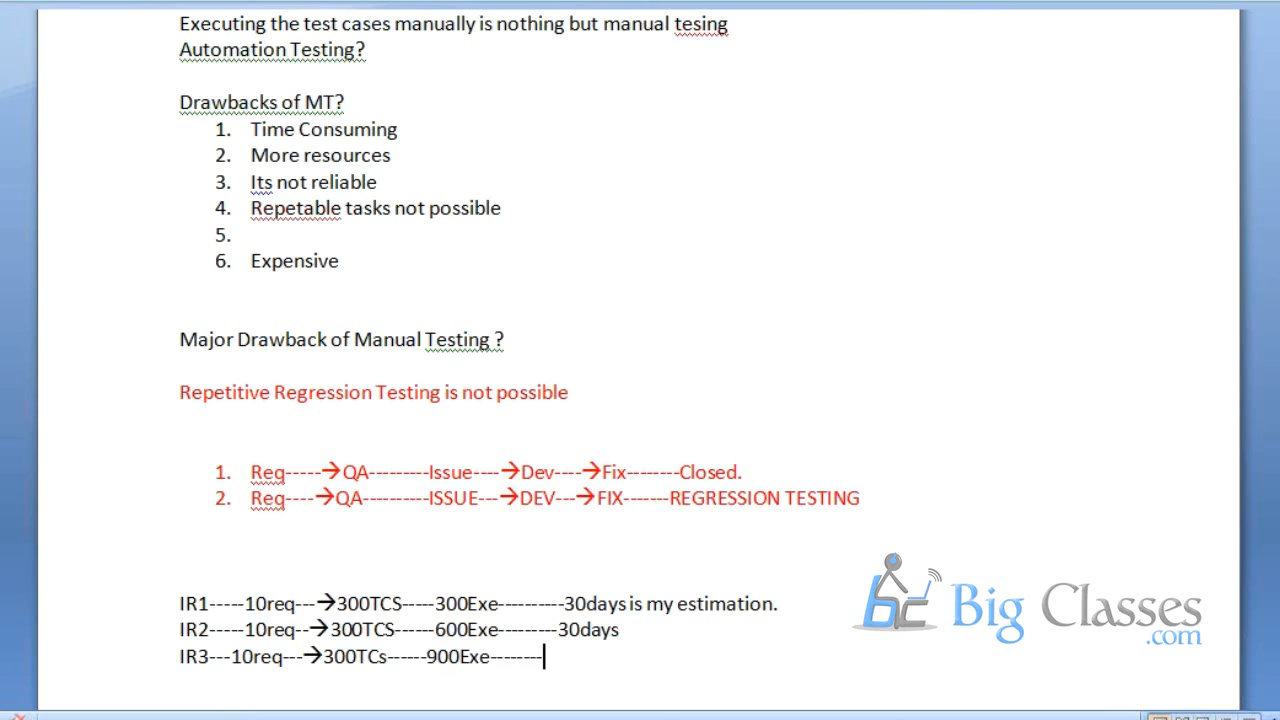 Executing the test cases manually is nothing but manual tesing
Automation Testing?
Drawbacks of MT?
1. Time Consuming
2. More resources
3. Its not reliable
4. Repetable tasks not possible
5.
6. Expensive
Major Drawback of Manual Testing ?
Repetitive Regression Testing is not possible
1. Req-----→QA---------Issue----→Dev----→Fix--------Closed.
2. Req----→QA----------ISSUE---→DEV---→FIX-------REGRESSION TESTING
IR1-----10req---→300TCS-----300Exe----------30days is my estimation.
IR2-----10req--→300TCS------600Exe---------30days
IR3---10req---→300TCs------900Exe--------
Big Classes
.com